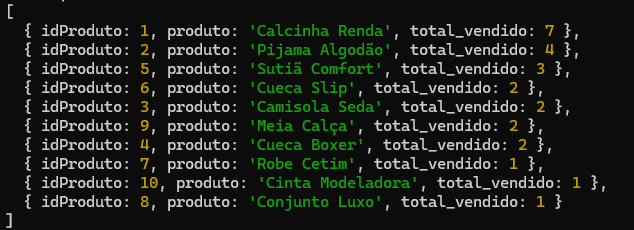 [
  { idProduto: 1, produto: 'Calcinha Renda', total_vendido: 7 },
  { idProduto: 2, produto: 'Pijama Algodão', total_vendido: 4 },
  { idProduto: 5, produto: 'Sutiã Comfort', total_vendido: 3 },
  { idProduto: 6, produto: 'Cueca Slip', total_vendido: 2 },
  { idProduto: 3, produto: 'Camisola Seda', total_vendido: 2 },
  { idProduto: 9, produto: 'Meia Calça', total_vendido: 2 },
  { idProduto: 4, produto: 'Cueca Boxer', total_vendido: 2 },
  { idProduto: 7, produto: 'Robe Cetim', total_vendido: 1 },
  { idProduto: 10, produto: 'Cinta Modeladora', total_vendido: 1 },
  { idProduto: 8, produto: 'Conjunto Luxo', total_vendido: 1 }
]